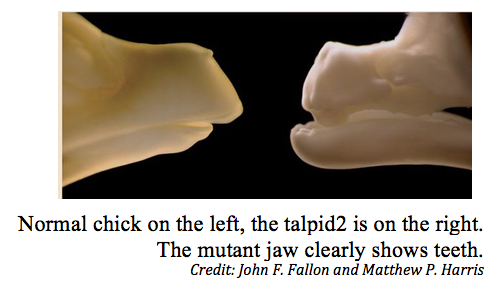 Normal chick on the left, the talpid2 is on the right.
The mutant jaw clearly shows teeth.
Credit: John F. Fallon and Matthew P. Harris